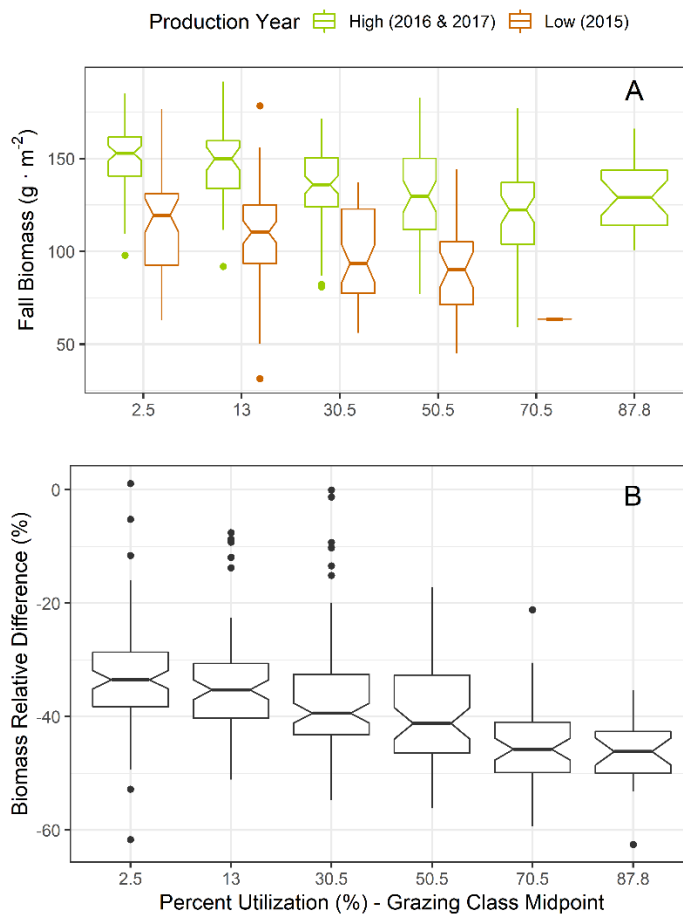 Production Year High (2016 & 2017) Low (2015)
A
Fall Biomass (g · m⁻²)
150
100
50
2.5 13 30.5 50.5 70.5 87.8
B
Biomass Relative Difference (%)
0
-20
-40
-60
2.5 13 30.5 50.5 70.5 87.8
Percent Utilization (%) - Grazing Class Midpoint